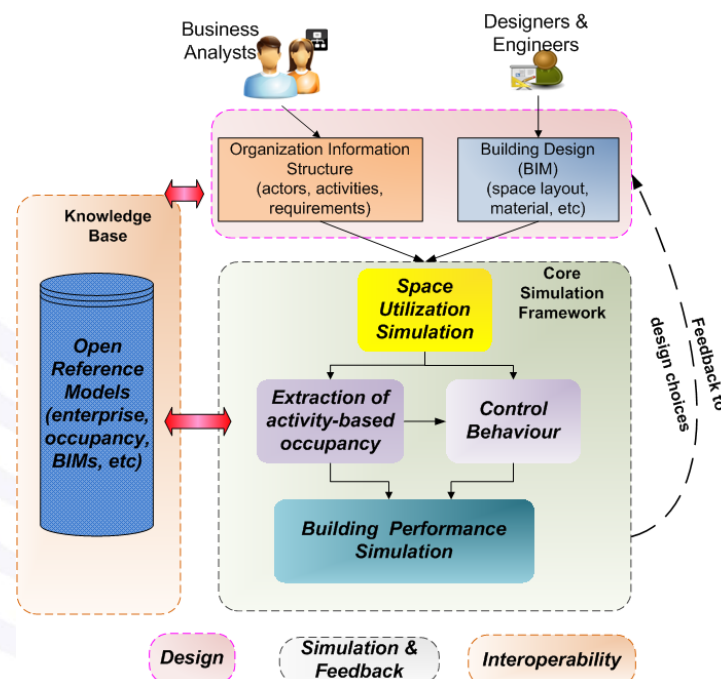 Business
Analysts
Designers &
Engineers
Organization Information
Structure
(actors, activities,
requirements)
Building Design
(BIM)
(space layout,
material, etc)
Knowledge
Base
Open
Reference
Models
(enterprise,
occupancy,
BIMs, etc)
Core
Simulation
Framework
Space
Utilization
Simulation
Extraction of
activity-based
occupancy
Control
Behaviour
Building Performance
Simulation
Feedback to
design choices
Design
Simulation &
Feedback
Interoperability